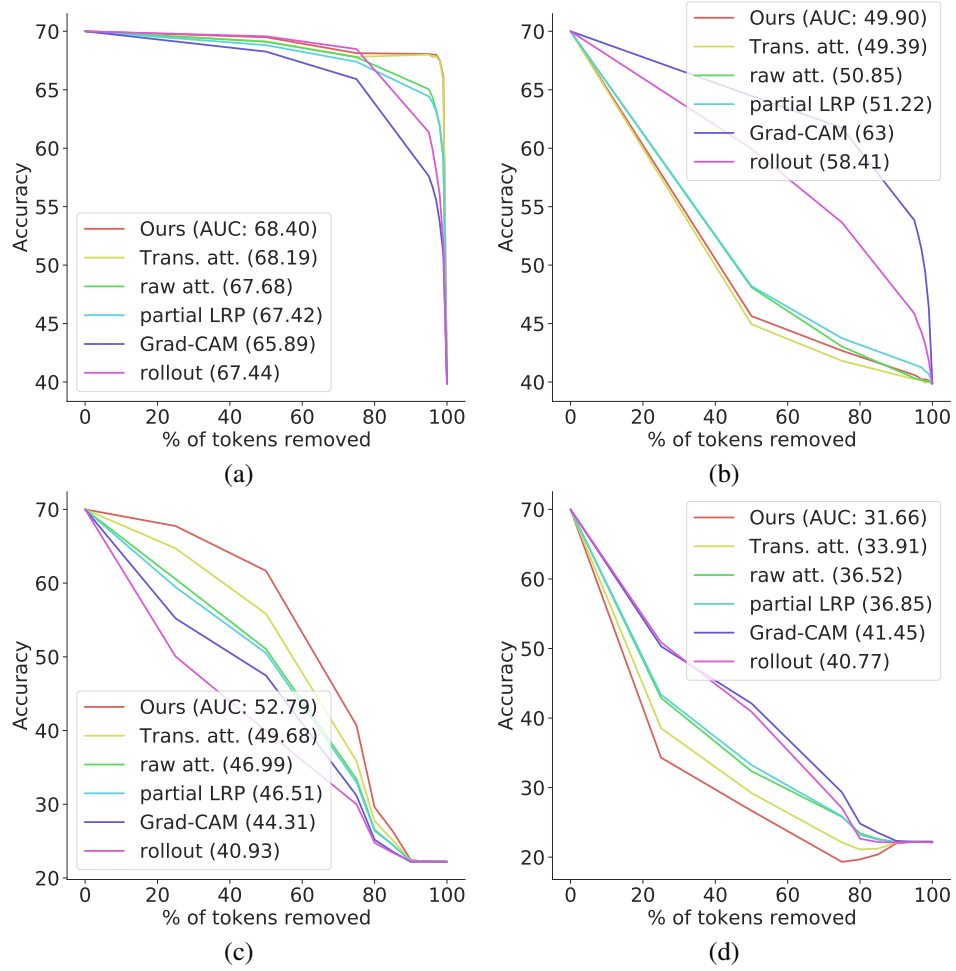 70
65
60
55
50
45
40
Accuracy
Ours (AUC: 68.40)
Trans. att. (68.19)
raw att. (67.68)
partial LRP (67.42)
Grad-CAM (65.89)
rollout (67.44)
0 20 40 60 80 100
% of tokens removed
(a)
70
65
60
55
50
45
40
Accuracy
Ours (AUC: 49.90)
Trans. att. (49.39)
raw att. (50.85)
partial LRP (51.22)
Grad-CAM (63)
rollout (58.41)
0 20 40 60 80 100
% of tokens removed
(b)
70
60
50
40
30
20
Accuracy
Ours (AUC: 52.79)
Trans. att. (49.68)
raw att. (46.99)
partial LRP (46.51)
Grad-CAM (44.31)
rollout (40.93)
0 20 40 60 80 100
% of tokens removed
(c)
70
60
50
40
30
20
Accuracy
Ours (AUC: 31.66)
Trans. att. (33.91)
raw att. (36.52)
partial LRP (36.85)
Grad-CAM (41.45)
rollout (40.77)
0 20 40 60 80 100
% of tokens removed
(d)